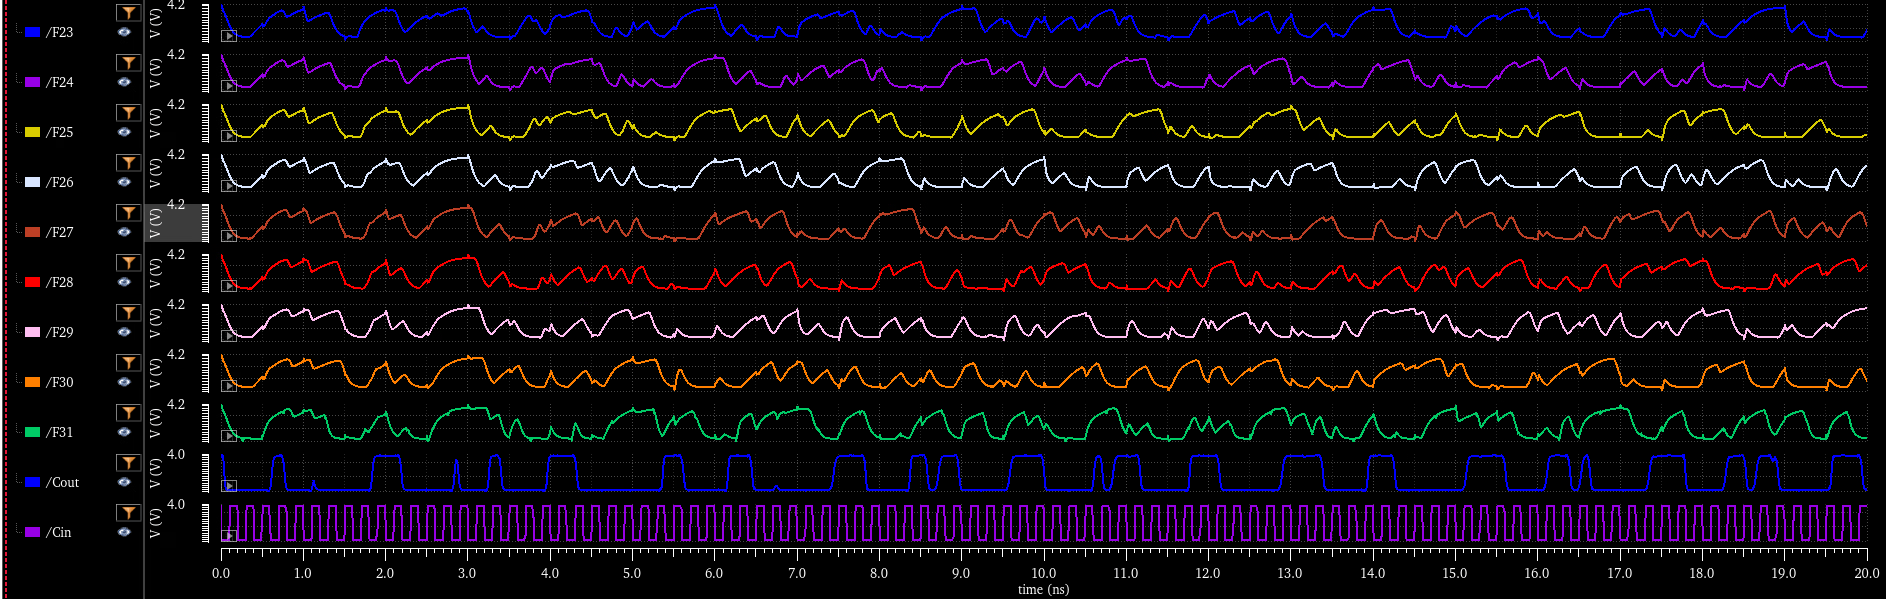 4.2
/F23 V (V)
4.2
/F24 V (V)
4.2
/F25 V (V)
4.2
/F26 V (V)
4.2
/F27 V (V)
4.2
/F28 V (V)
4.2
/F29 V (V)
4.2
/F30 V (V)
4.2
/F31 V (V)
4.0
/Cout V (V)
4.0
/Cin V (V)
0.0 1.0 2.0 3.0 4.0 5.0 6.0 7.0 8.0 9.0 10.0 11.0 12.0 13.0 14.0 15.0 16.0 17.0 18.0 19.0 20.0
time (ns)